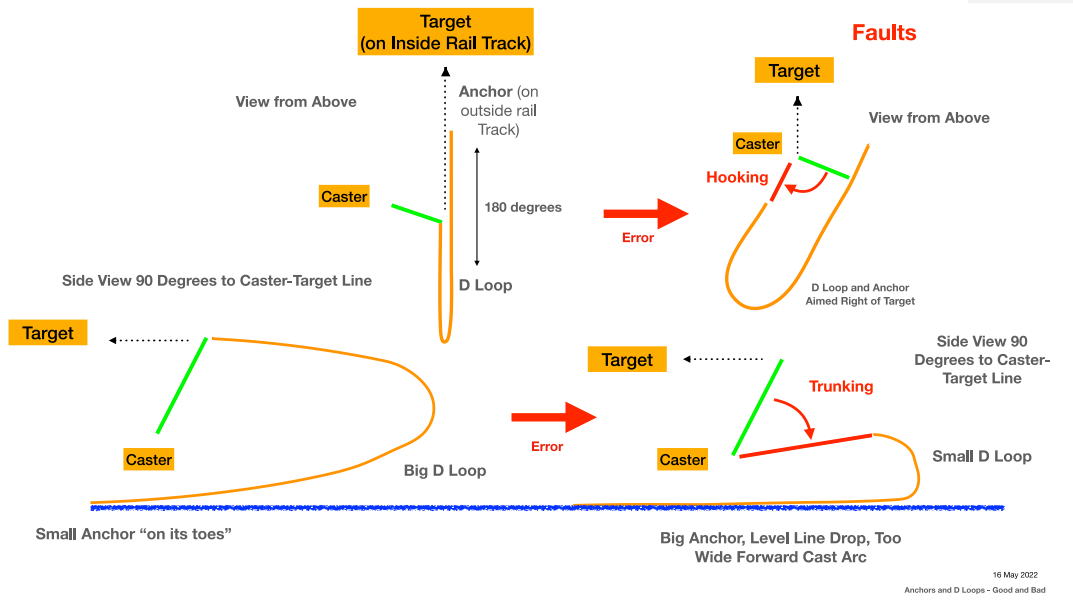 Target
(on Inside Rail Track)
Faults
Target
View from Above
Anchor (on
outside rail
Track)
View from Above
Caster
Hooking
Caster
180 degrees
Error
Side View 90 Degrees to Caster-Target Line
D Loop
D Loop and Anchor
Aimed Right of Target
Target
Target
Side View 90
Degrees to Caster-
Target Line
Trunking
Caster
Error
Big D Loop
Caster
Small D Loop
Small Anchor “on its toes”
Big Anchor, Level Line Drop, Too
Wide Forward Cast Arc
16 May 2022
Anchors and D Loops - Good and Bad